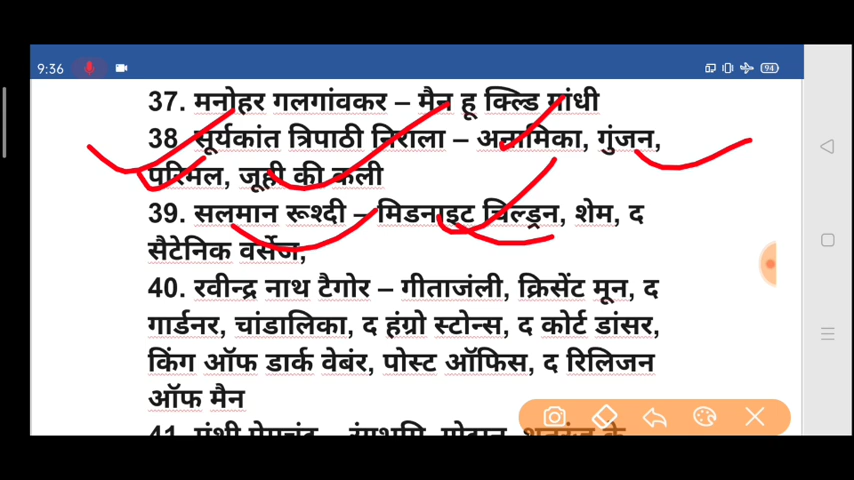 9:36
94
37. मनोहर गलगांवकर – मैन हू क्ल्डि गांधी
38. सूर्यकांत त्रिपाठी निराला – अनामिका, गुंजन,
परिमल, जूही की कली
39. सलमान रूश्दी – मिडनाइट चिल्ड्रन, शेम, द
सैटेनिक वर्सेज,
40. रवीन्द्र नाथ टैगोर – गीताजंली, क्रिसेंट मून, द
गार्डनर, चांडालिका, द हंग्रो स्टोन्स, द कोर्ट डांसर,
किंग ऑफ डार्क वेबंर, पोस्ट ऑफिस, द रिलिजन
ऑफ मैन